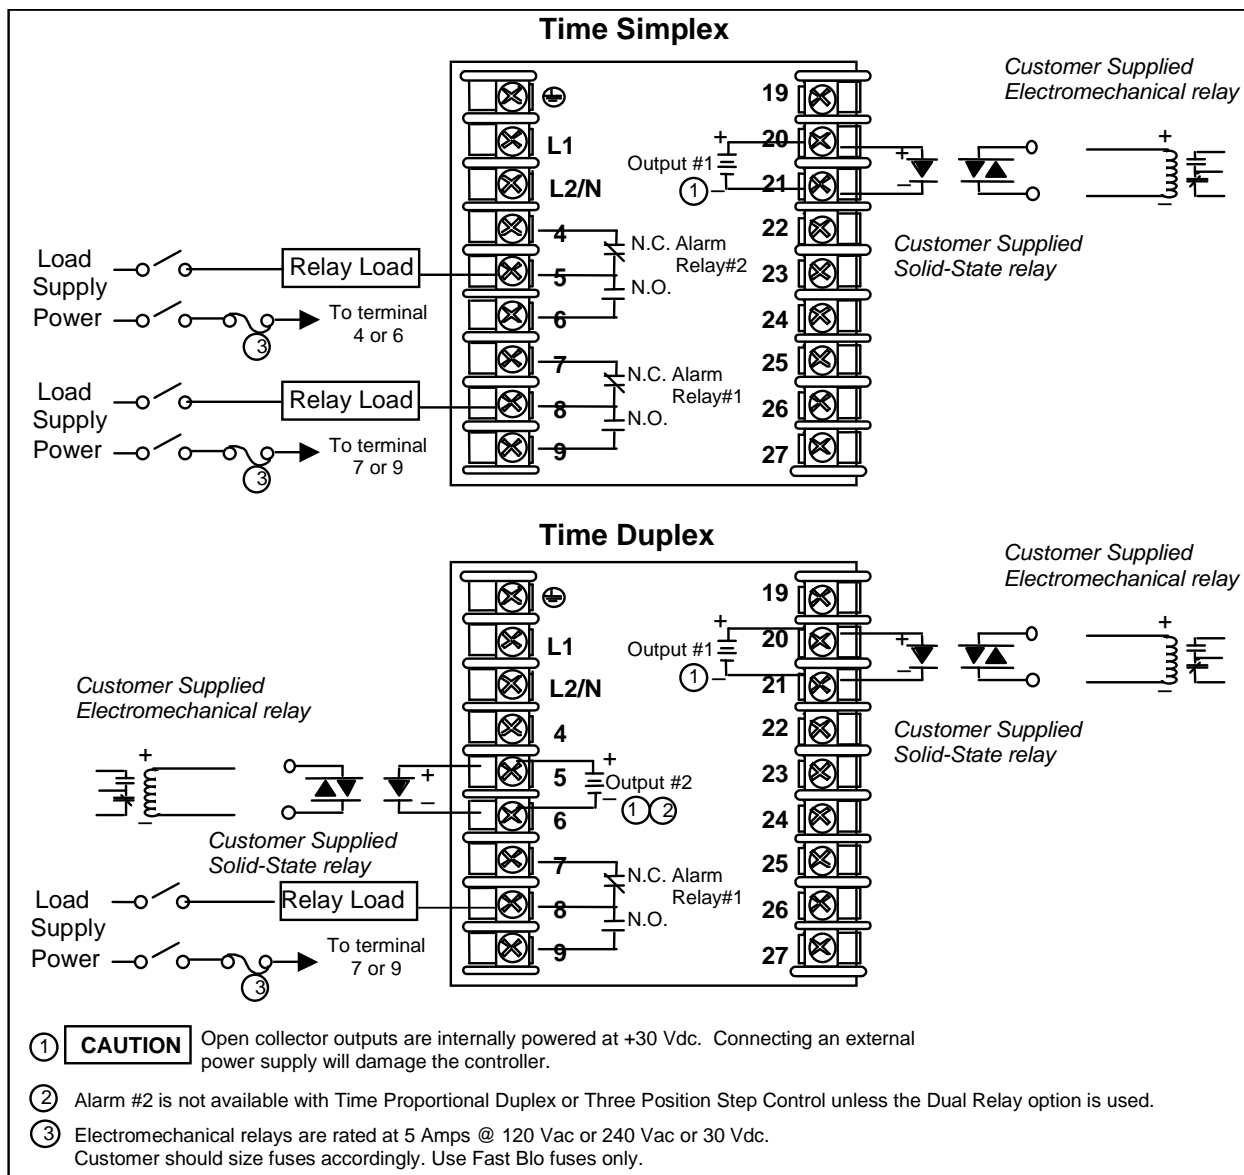 Time Simplex
Customer Supplied
Electromechanical relay
L1
L2/N
4
5
6
7
8
9
19
20
21
22
23
24
25
26
27
+
Output #1
1 –
+
–
+
–
Customer Supplied
Solid-State relay
N.C. Alarm
Relay#2
N.O.
N.C. Alarm
Relay#1
N.O.
Load
Supply
Power
Relay Load
To terminal
4 or 6
3
Load
Supply
Power
Relay Load
To terminal
7 or 9
3
Time Duplex
Customer Supplied
Electromechanical relay
L1
L2/N
4
5
6
7
8
9
19
20
21
22
23
24
25
26
27
+
Output #1
1 –
+
–
+
–
Customer Supplied
Solid-State relay
Customer Supplied
Electromechanical relay
+
–
+
–
Customer Supplied
Solid-State relay
+
Output #2
–
1 2
N.C. Alarm
Relay#1
N.O.
Load
Supply
Power
Relay Load
To terminal
7 or 9
3
1 CAUTION Open collector outputs are internally powered at +30 Vdc. Connecting an external
power supply will damage the controller.
2 Alarm #2 is not available with Time Proportional Duplex or Three Position Step Control unless the Dual Relay option is used.
3 Electromechanical relays are rated at 5 Amps @ 120 Vac or 240 Vac or 30 Vdc.
Customer should size fuses accordingly. Use Fast Blo fuses only.